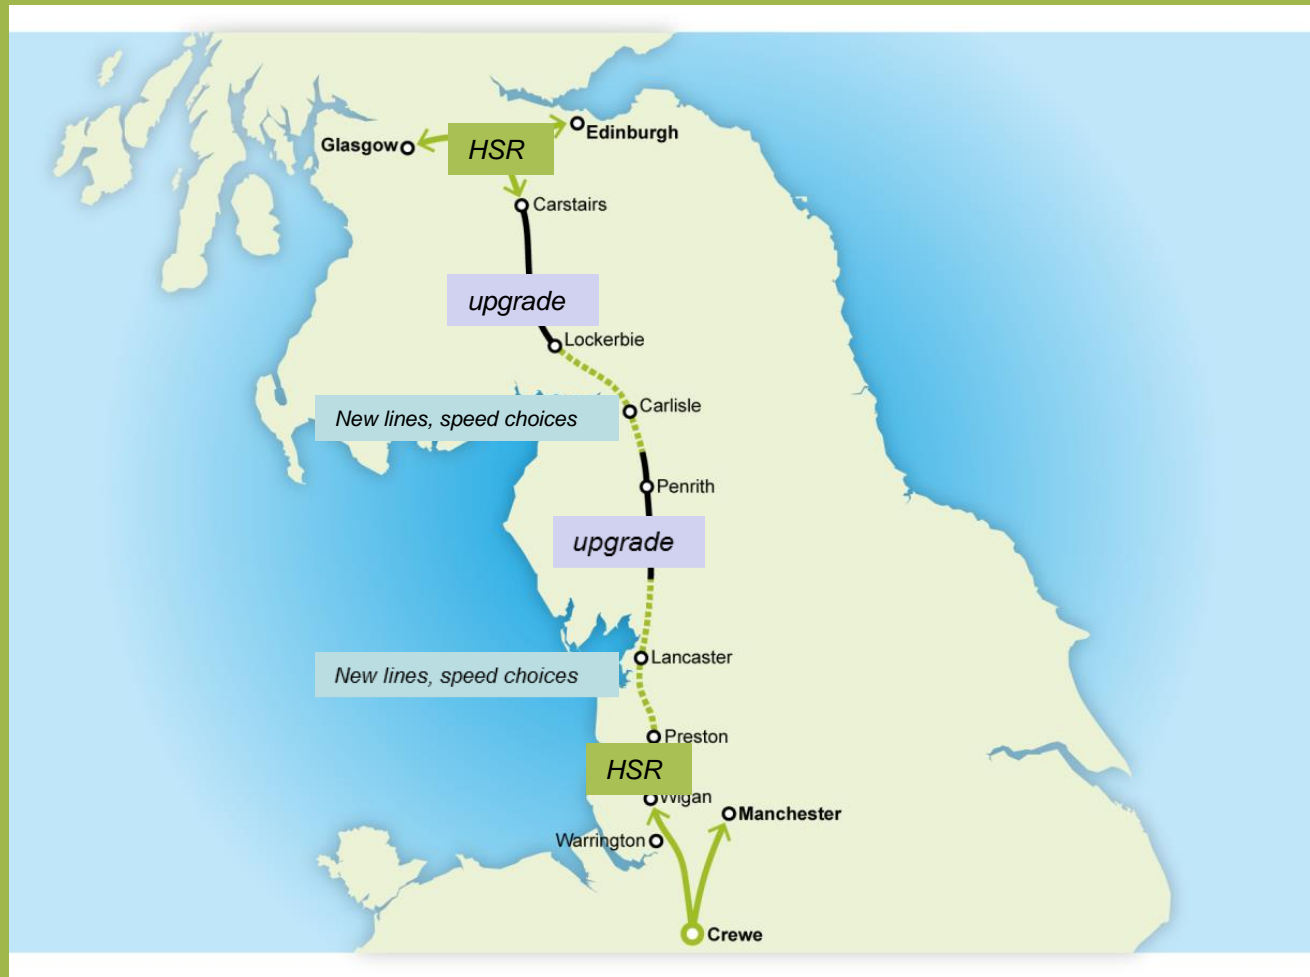 Edinburgh
Glasgow
HSR
Carstairs
upgrade
Lockerbie
Carlisle
New lines, speed choices
Penrith
upgrade
Lancaster
New lines, speed choices
Preston
HSR
Wigan
Manchester
Warrington
Crewe